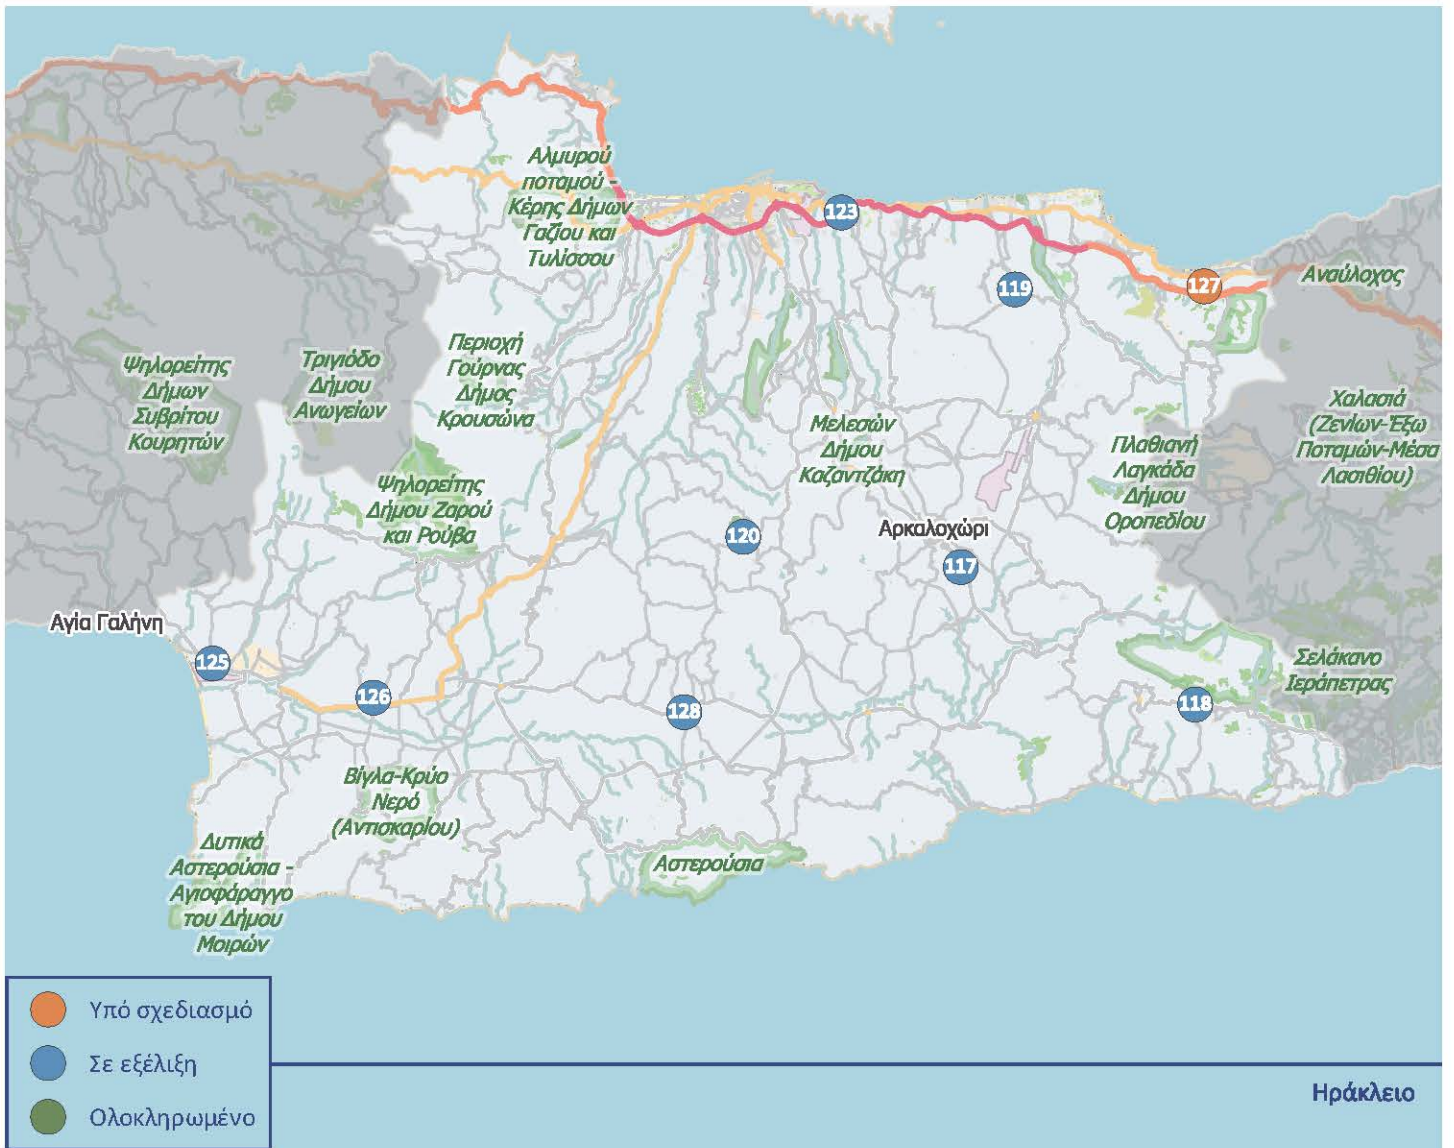 Αλμυρού
ποταμού -
Κέρης Δήμων
Γαζίου και
Τυλίσσου
123
119
127
Αναύλοχος
Ψηλορείτης
Δήμων
Συβρίτου
Κουρητών
Τριγιόδο
Δήμου
Ανωγείων
Περιοχή
Γούρνας
Δήμος
Κρουσώνα
Μελεσών
Δήμου
Καζαντζάκη
Πλαθιανή
Λαγκάδα
Δήμου
Οροπεδίου
Χαλασιά
(Ζενίων-Έξω
Ποταμών-Μέσα
Λασιθίου)
Ψηλορείτης
Δήμου Ζαρού
και Ρούβα
120
Αρκαλοχώρι
117
Αγία Γαλήνη
125
126
128
118
Σελάκανο
Ιεράπετρας
Βίγλα-Κρύο
Νερό
(Αντισκαρίου)
Δυτικά
Αστερούσια -
Αγιοφάραγγο
του Δήμου
Μοιρών
Αστερούσια
Υπό σχεδιασμό
Σε εξέλιξη
Ολοκληρωμένο
Ηράκλειο